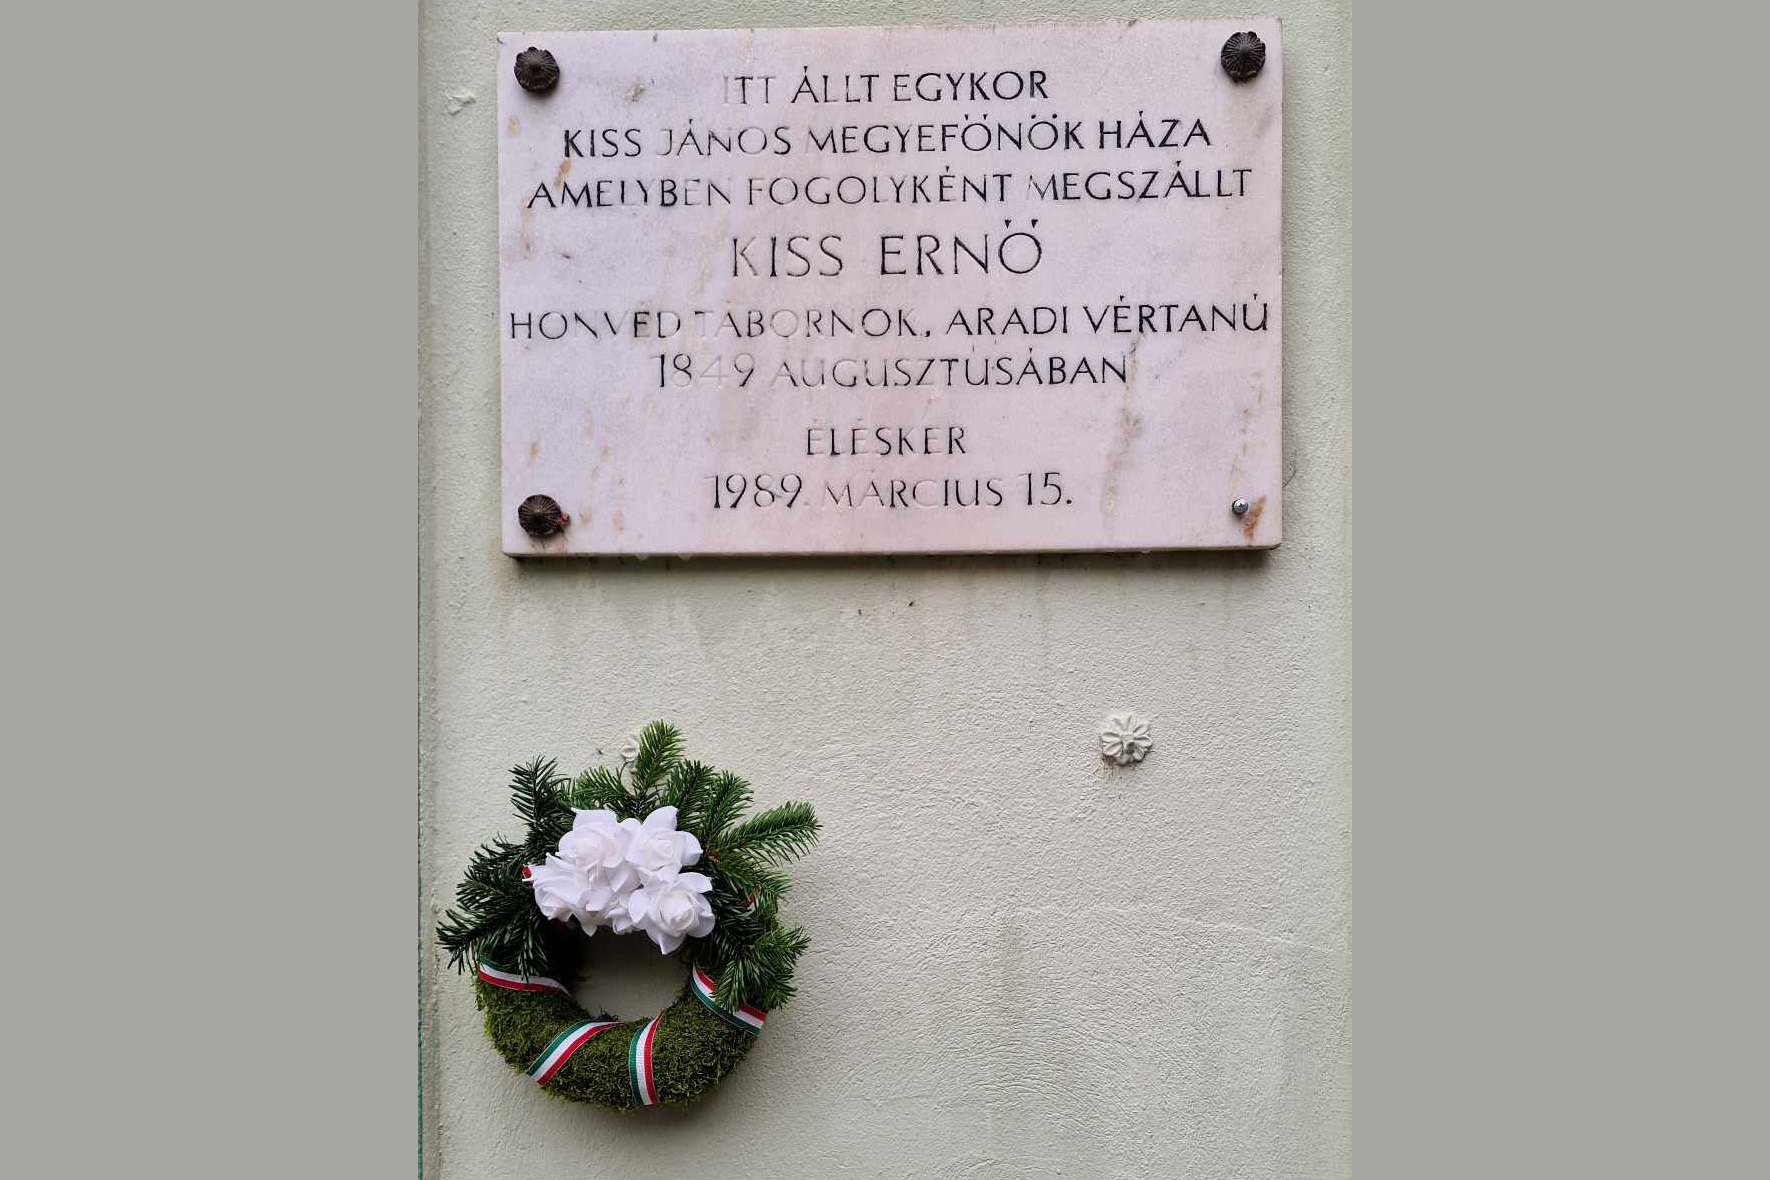 ITT ÁLLT EGYKOR
KISS JÁNOS MEGYEFŐNÖK HÁZA
AMELYBEN FOGOLYKÉNT MEGSZÁLLT
KISS ERNŐ
HONVÉD TÁBORNOK, ARADI VÉRTANÚ
1849 AUGUSZTUSÁBAN
ÉLÉSKER
1989. MÁRCIUS 15.